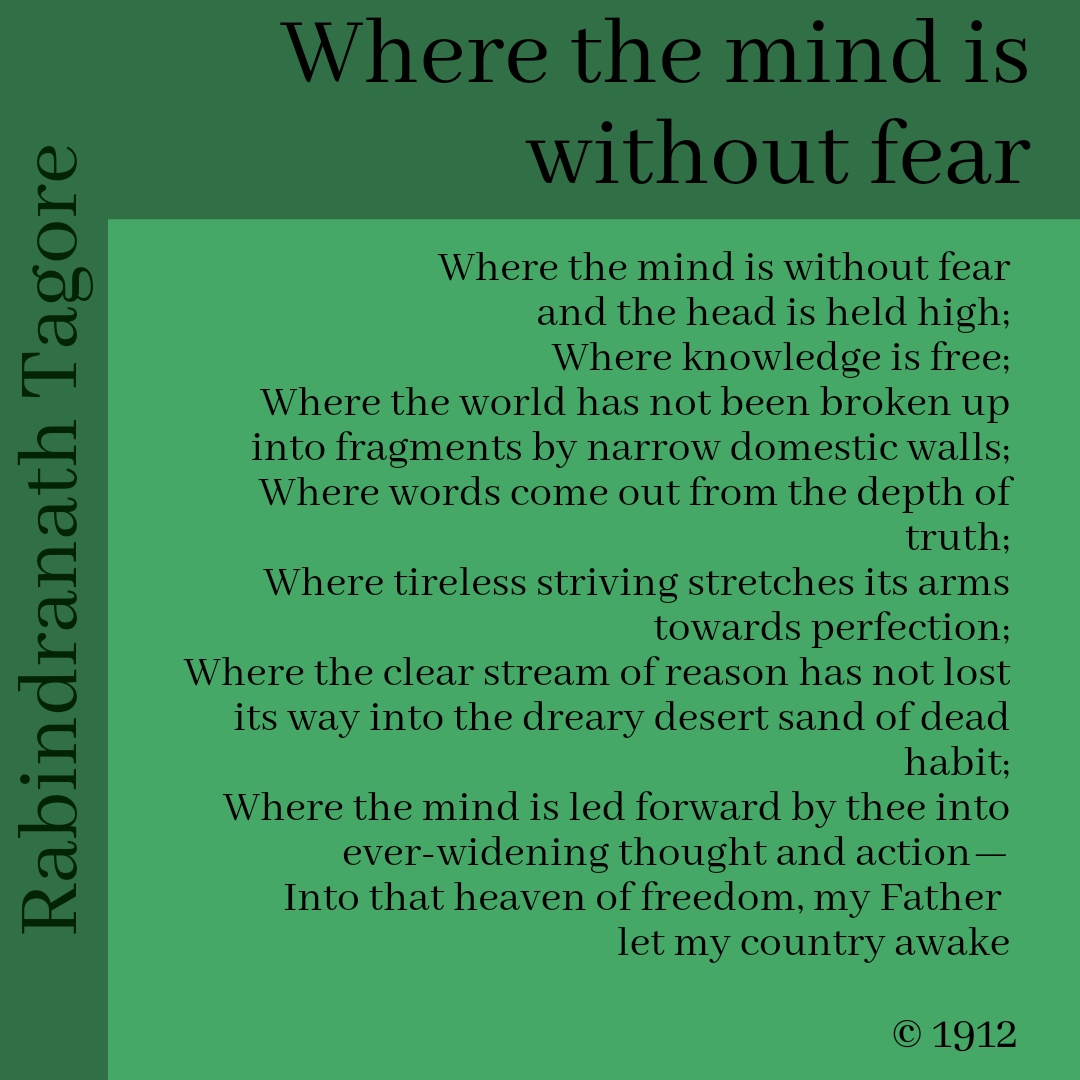 Where the mind is
without fear
Rabindranath Tagore
Where the mind is without fear
and the head is held high;
Where knowledge is free;
Where the world has not been broken up
into fragments by narrow domestic walls;
Where words come out from the depth of
truth;
Where tireless striving stretches its arms
towards perfection;
Where the clear stream of reason has not lost
its way into the dreary desert sand of dead
habit;
Where the mind is led forward by thee into
ever-widening thought and action—
Into that heaven of freedom, my Father
let my country awake
© 1912